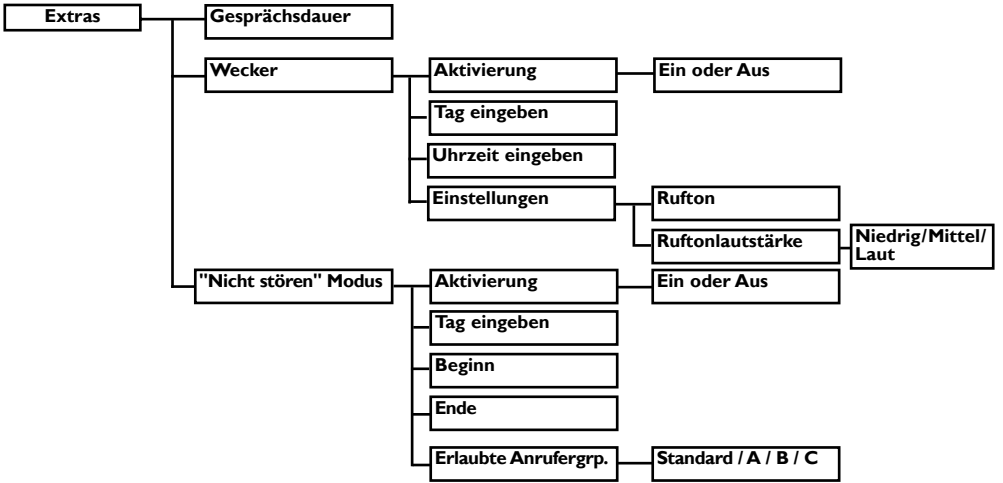 Extras
Gesprächsdauer
Wecker
Aktivierung
Ein oder Aus
Tag eingeben
Uhrzeit eingeben
Einstellungen
Rufton
Ruftonlautstärke
Niedrig/Mittel/
Laut
"Nicht stören" Modus
Aktivierung
Ein oder Aus
Tag eingeben
Beginn
Ende
Erlaubte Anrufergrp.
Standard / A / B / C